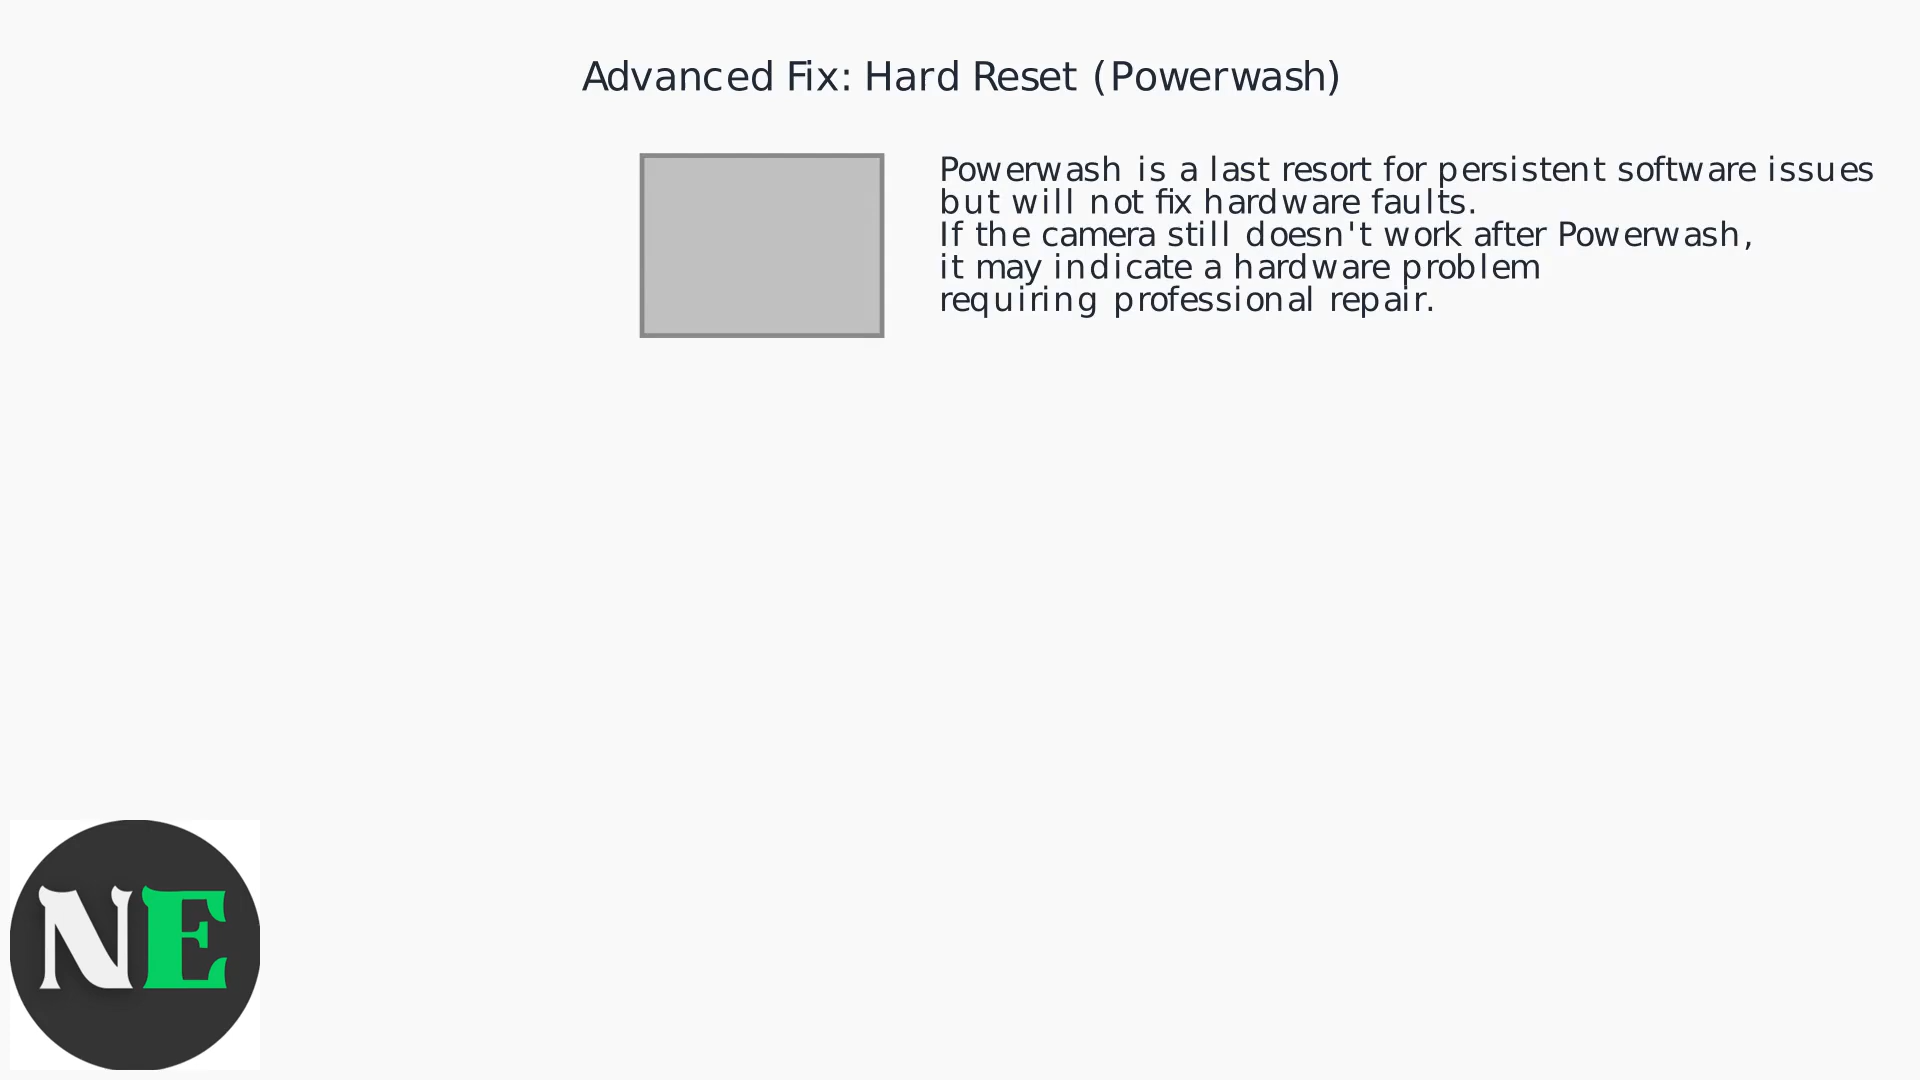 Advanced Fix: Hard Reset (Powerwash)
Powerwash is a last resort for persistent software issues
but will not fix hardware faults.
If the camera still doesn't work after Powerwash,
it may indicate a hardware problem
requiring professional repair.
NE